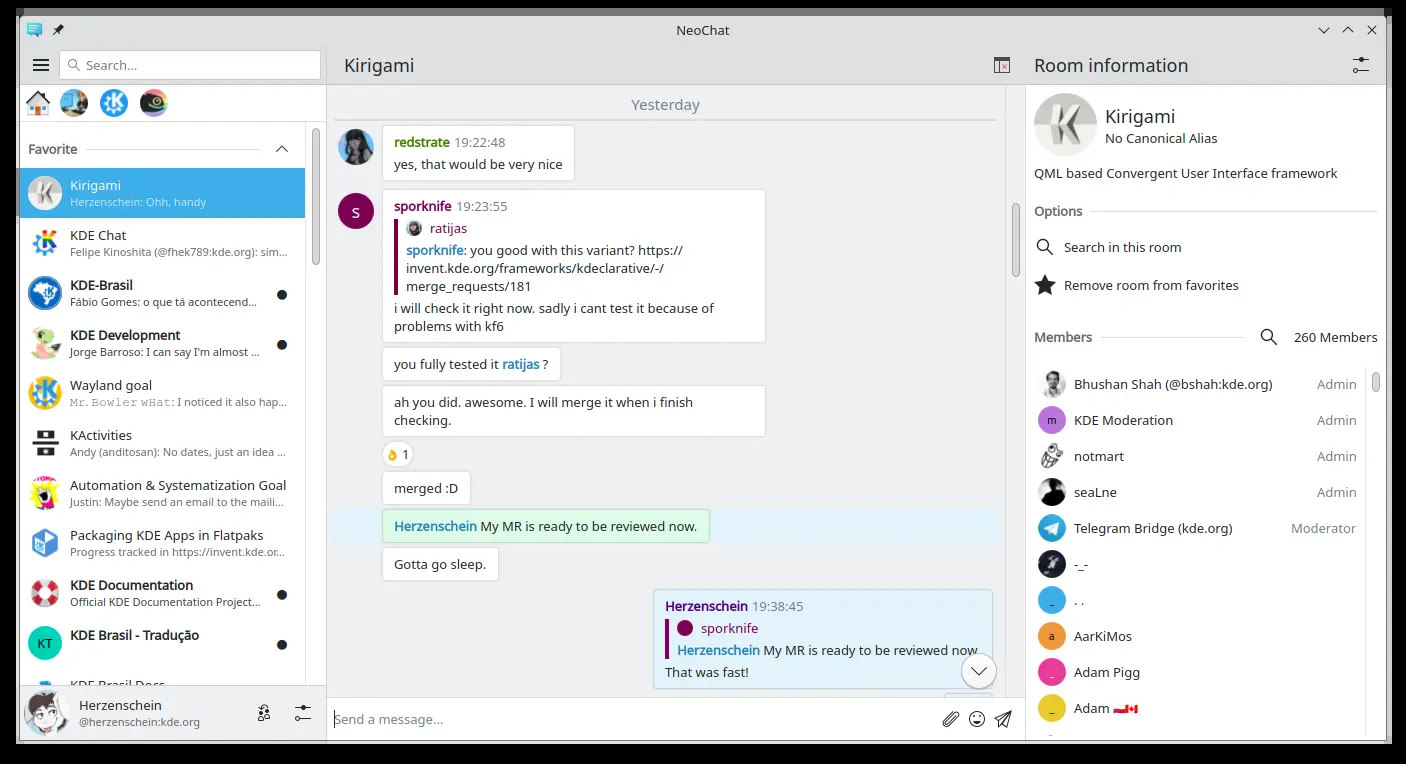 NeoChat
Search...
Kirigami
Room information
Favorite
Kirigami
Herzenschein: Ohh, handy
KDE Chat
Felipe Kinoshita (@fhek789:kde.org): sim...
KDE-Brasil
Fábio Gomes: o que tá acontecend...
KDE Development
Jorge Barroso: I can say I'm almost ...
Wayland goal
𝙼𝚛. 𝙱𝚘𝚠𝚕𝚎𝚛 𝚠𝙷𝚊𝚝: I noticed it also hap...
KActivities
Andy (anditosan): No dates, just an idea ...
Automation & Systematization Goal
Justin: Maybe send an email to the maili...
Packaging KDE Apps in Flatpaks
Progress tracked in https://invent.kde.or...
KDE Documentation
Official KDE Documentation Project...
KT
KDE Brasil - Tradução
KDE Brasil Docs
Herzenschein
@herzenschein:kde.org
Yesterday
redstrate 19:22:48
yes, that would be very nice
s
sporknife 19:23:55
ratijas
sporknife: you good with this variant? https://
invent.kde.org/frameworks/kdeclarative/-/
merge_requests/181
i will check it right now. sadly i cant test it because of
problems with kf6
you fully tested it ratijas ?
ah you did. awesome. I will merge it when i finish
checking.
👌 1
merged :D
Herzenschein My MR is ready to be reviewed now.
Gotta go sleep.
Herzenschein 19:38:45
sporknife
Herzenschein My MR is ready to be reviewed now
That was fast!
Send a message...
Kirigami
No Canonical Alias
QML based Convergent User Interface framework
Options
Search in this room
Remove room from favorites
Members 260 Members
Bhushan Shah (@bshah:kde.org) Admin
m KDE Moderation Admin
notmart Admin
seaLne Admin
Telegram Bridge (kde.org) Moderator
-_-
_ . .
a AarKiMos
_ Adam Pigg
_ Adam 🇵🇱🇨🇦